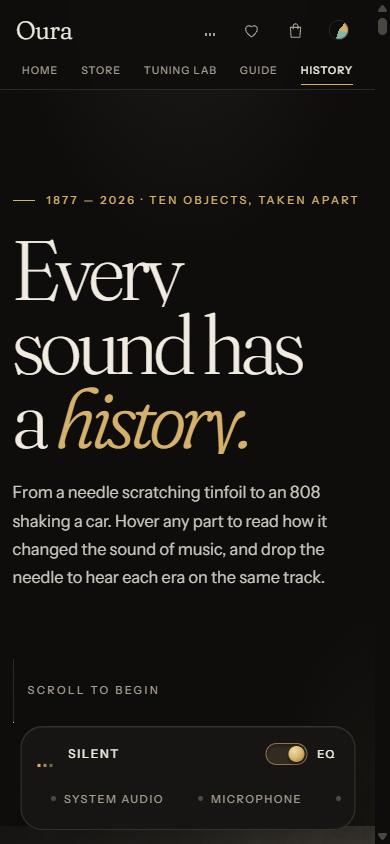 Oura
HOME STORE TUNING LAB GUIDE HISTORY
1877 — 2026 · TEN OBJECTS, TAKEN APART
Every
sound has
a history.
From a needle scratching tinfoil to an 808
shaking a car. Hover any part to read how it
changed the sound of music, and drop the
needle to hear each era on the same track.
SCROLL TO BEGIN
SILENT EQ
SYSTEM AUDIO MICROPHONE